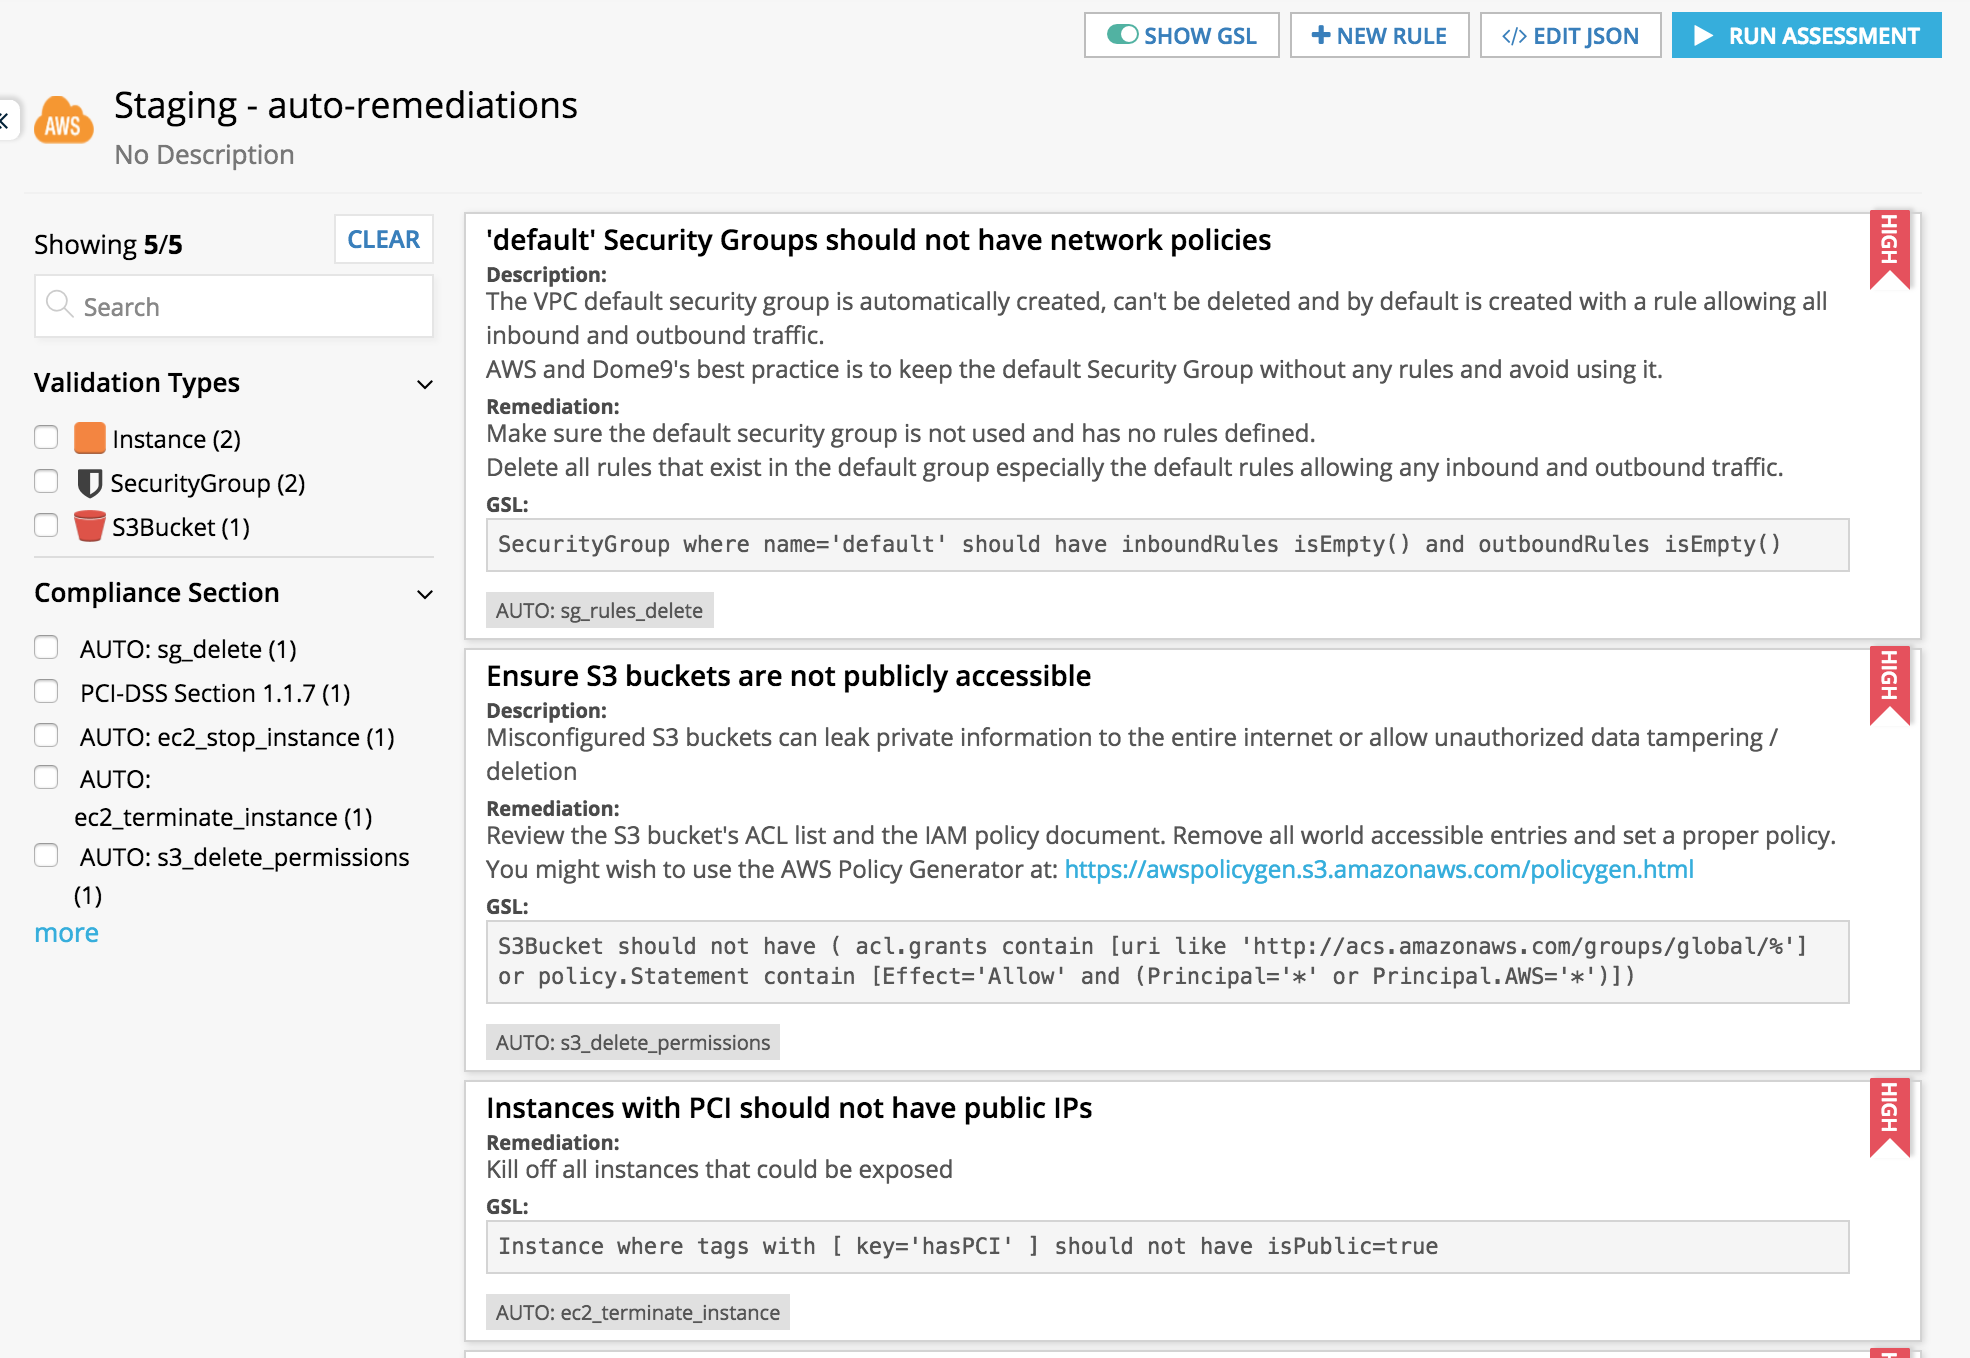 SHOW GSL
NEW RULE
</> EDIT JSON
RUN ASSESSMENT
AWS
Staging - auto-remediations
No Description
Showing 5/5
CLEAR
Search
Validation Types
Instance (2)
SecurityGroup (2)
S3Bucket (1)
Compliance Section
AUTO: sg_delete (1)
PCI-DSS Section 1.1.7 (1)
AUTO: ec2_stop_instance (1)
AUTO:
ec2_terminate_instance (1)
AUTO: s3_delete_permissions
(1)
more
'default' Security Groups should not have network policies
HIGH
Description:
The VPC default security group is automatically created, can't be deleted and by default is created with a rule allowing all
inbound and outbound traffic.
AWS and Dome9's best practice is to keep the default Security Group without any rules and avoid using it.
Remediation:
Make sure the default security group is not used and has no rules defined.
Delete all rules that exist in the default group especially the default rules allowing any inbound and outbound traffic.
GSL:
SecurityGroup where name='default' should have inboundRules isEmpty() and outboundRules isEmpty()
AUTO: sg_rules_delete
Ensure S3 buckets are not publicly accessible
HIGH
Description:
Misconfigured S3 buckets can leak private information to the entire internet or allow unauthorized data tampering /
deletion
Remediation:
Review the S3 bucket's ACL list and the IAM policy document. Remove all world accessible entries and set a proper policy.
You might wish to use the AWS Policy Generator at: https://awspolicygen.s3.amazonaws.com/policygen.html
GSL:
S3Bucket should not have ( acl.grants contain [uri like 'http://acs.amazonaws.com/groups/global/%']
or policy.Statement contain [Effect='Allow' and (Principal='*' or Principal.AWS='*')])
AUTO: s3_delete_permissions
Instances with PCI should not have public IPs
HIGH
Remediation:
Kill off all instances that could be exposed
GSL:
Instance where tags with [ key='hasPCI' ] should not have isPublic=true
AUTO: ec2_terminate_instance